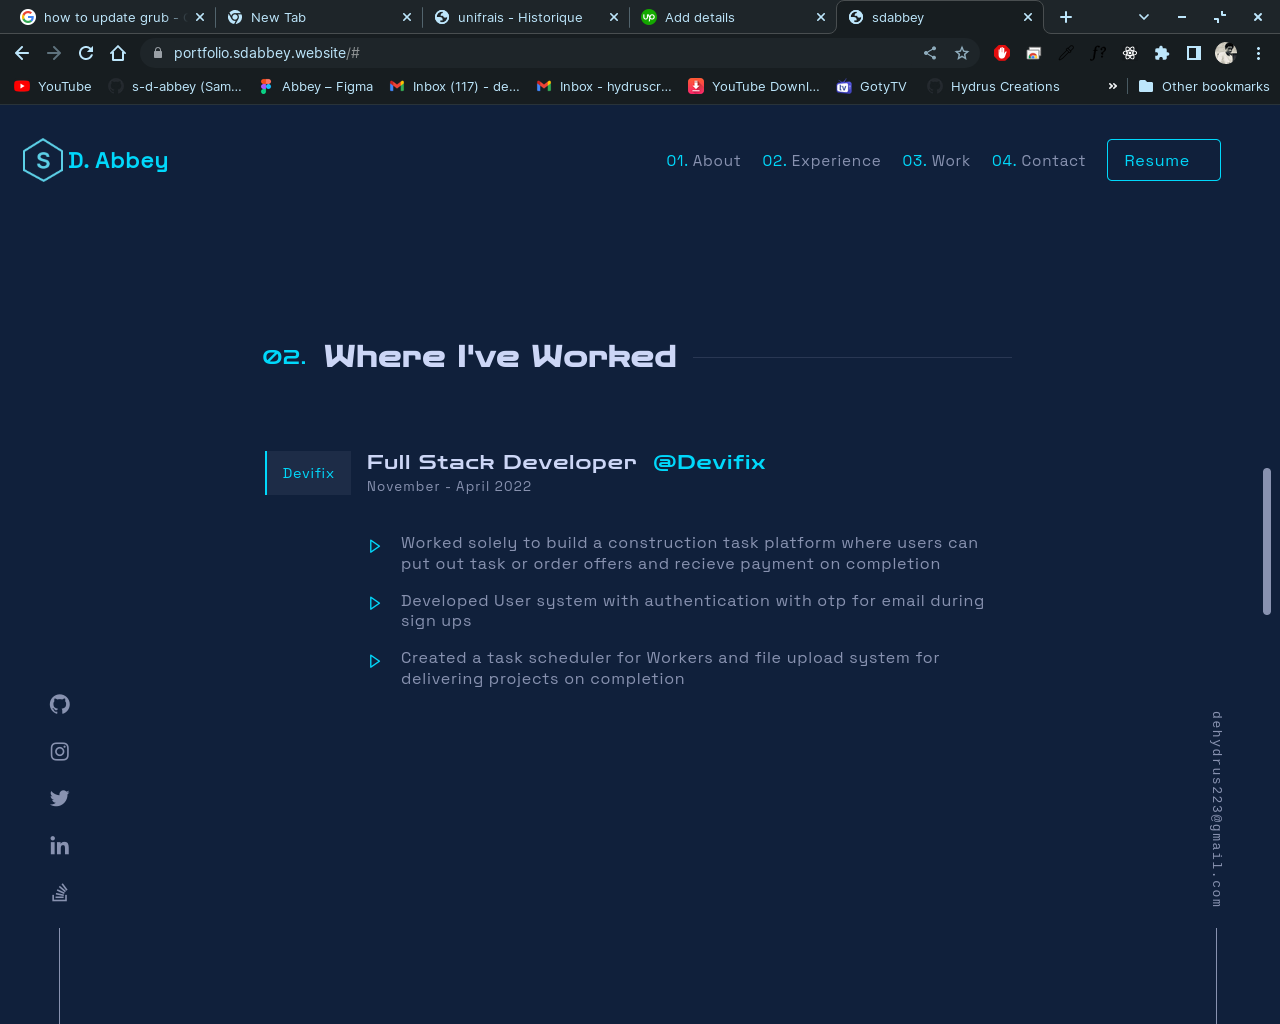 how to update grub -
New Tab
unifrais - Historique
Add details
sdabbey
portfolio.sdabbey.website/#
f?
YouTube
s-d-abbey (Sam...
Abbey – Figma
Inbox (117) - de...
Inbox - hydruscr...
YouTube Downl...
GotyTV
Hydrus Creations
»
Other bookmarks
S D. Abbey
01. About
02. Experience
03. Work
04. Contact
Resume
02. Where I've Worked
Devifix
Full Stack Developer @Devifix
November - April 2022
Worked solely to build a construction task platform where users can
put out task or order offers and recieve payment on completion
Developed User system with authentication with otp for email during
sign ups
Created a task scheduler for Workers and file upload system for
delivering projects on completion
dehydrus223@gmail.com